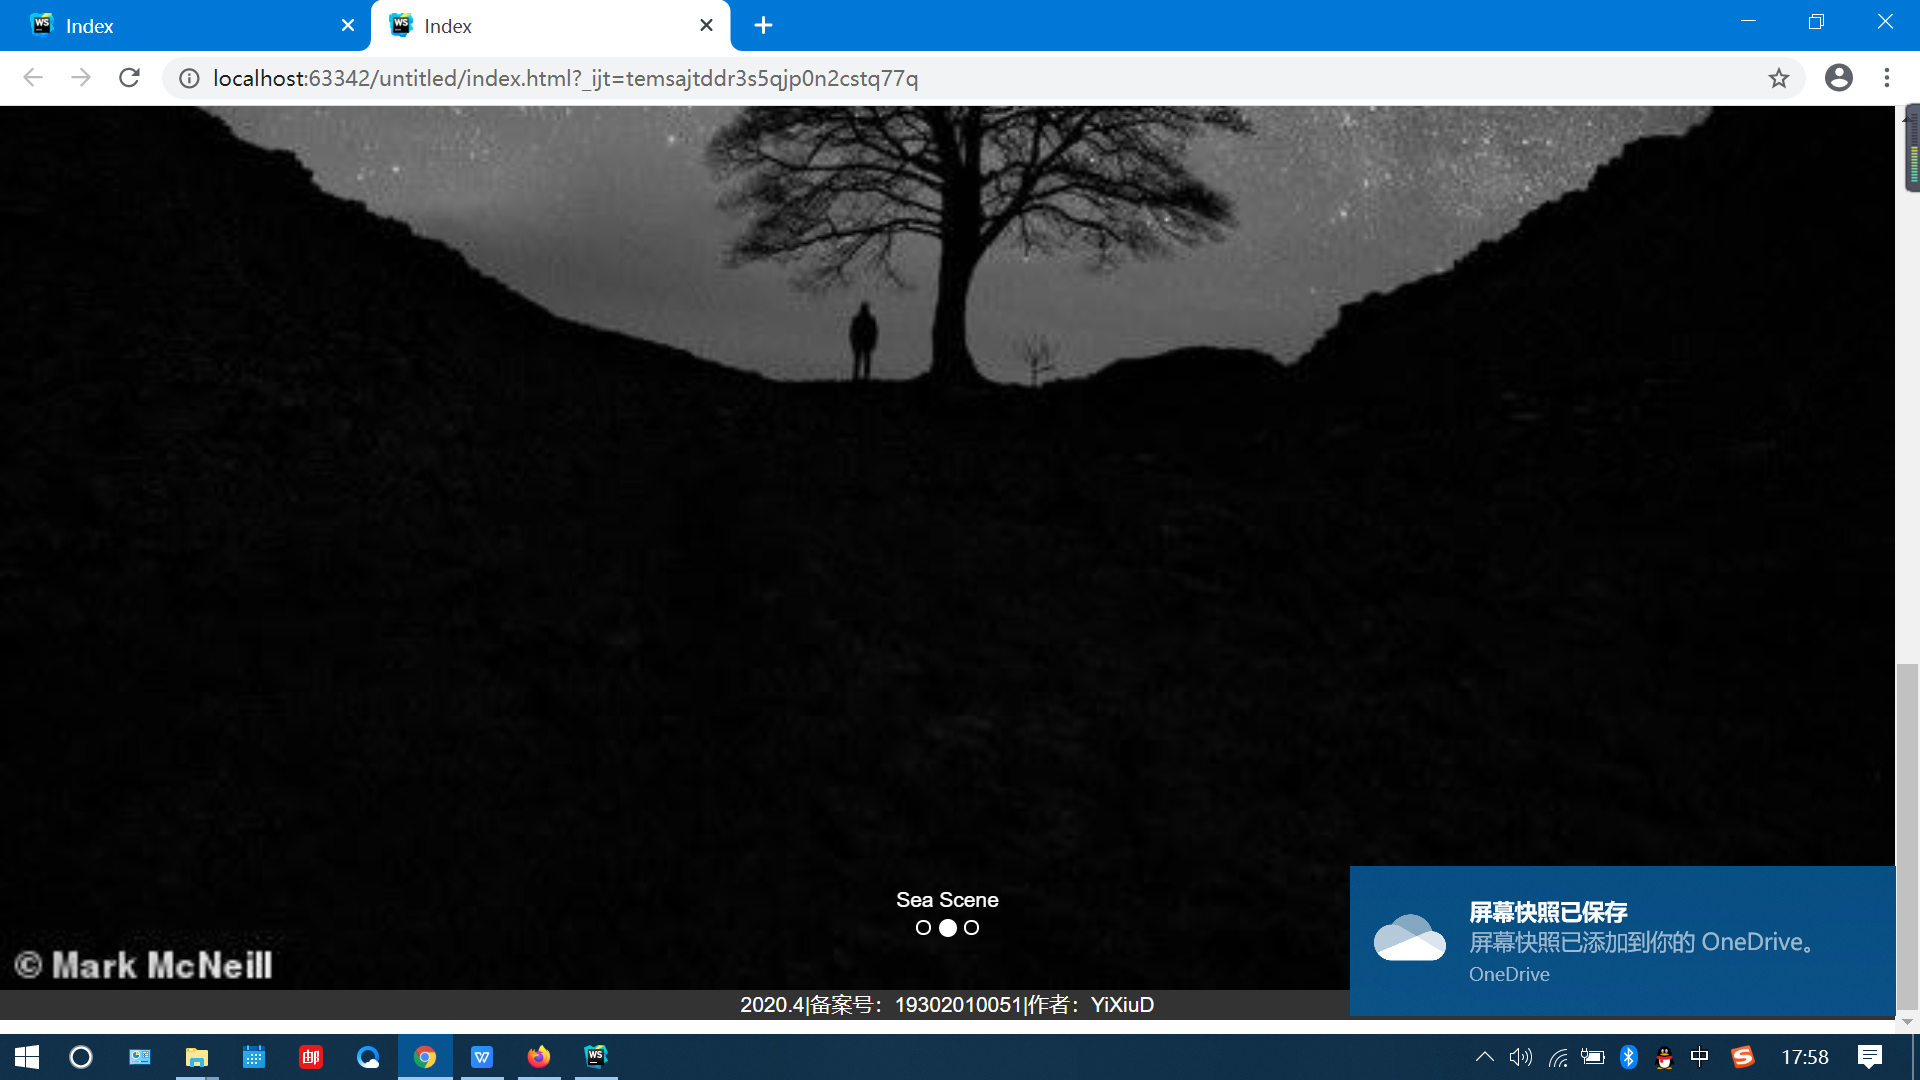 Index
Index
localhost:63342/untitled/index.html?_ijt=temsajtddr3s5qjp0n2cstq77q
Sea Scene
© Mark McNeill
2020.4|备案号：19302010051|作者：YiXiuD
屏幕快照已保存
屏幕快照已添加到你的 OneDrive。
OneDrive
邮
W
WS
中
S
17:58